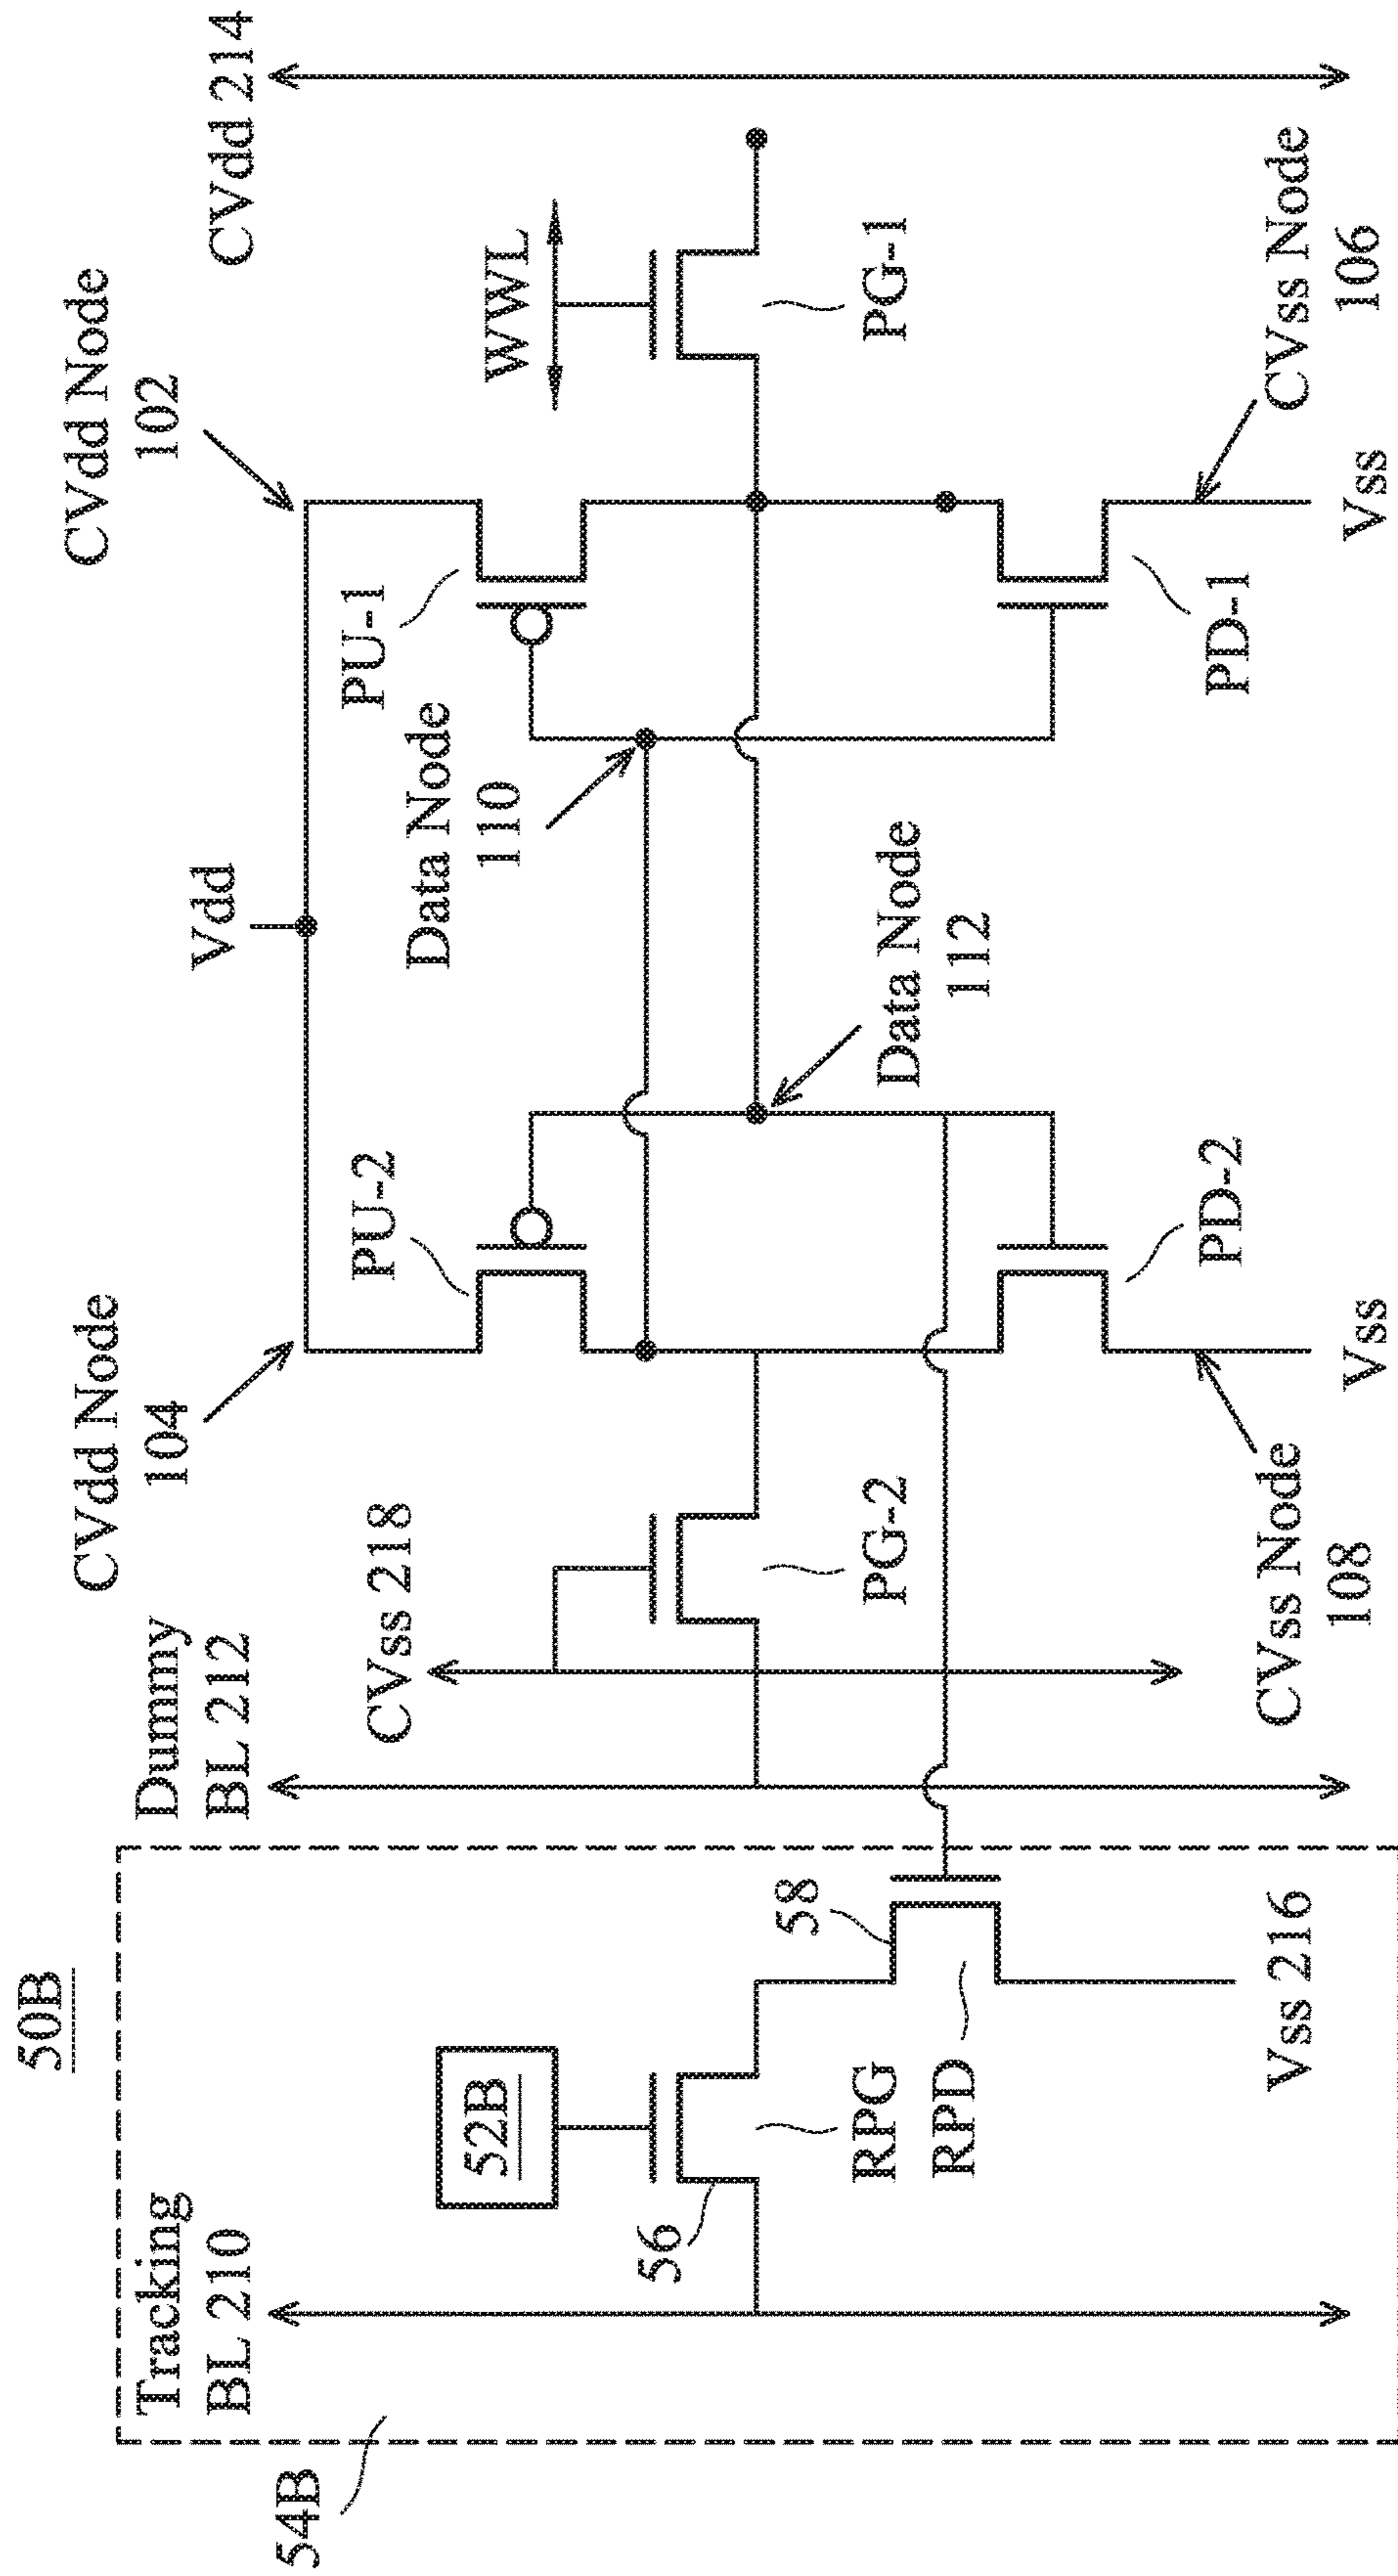 50B
54B
Tracking
BL 210
52B
56
RPG
RPD
58
Vss 216
Dummy
BL 212
CVss 218
PG-2
CVdd Node
104
PU-2
PD-2
CVss Node
108
Vss
Vdd
Data Node
110
Data Node
112
CVdd Node
102
PU-1
PD-1
Vss
CVss Node
106
WWL
PG-1
CVdd 214